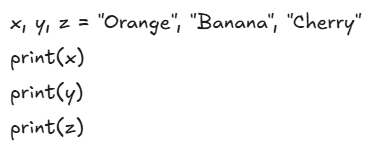 x, y, z = "Orange", "Banana", "Cherry"
print(x)
print(y)
print(z)